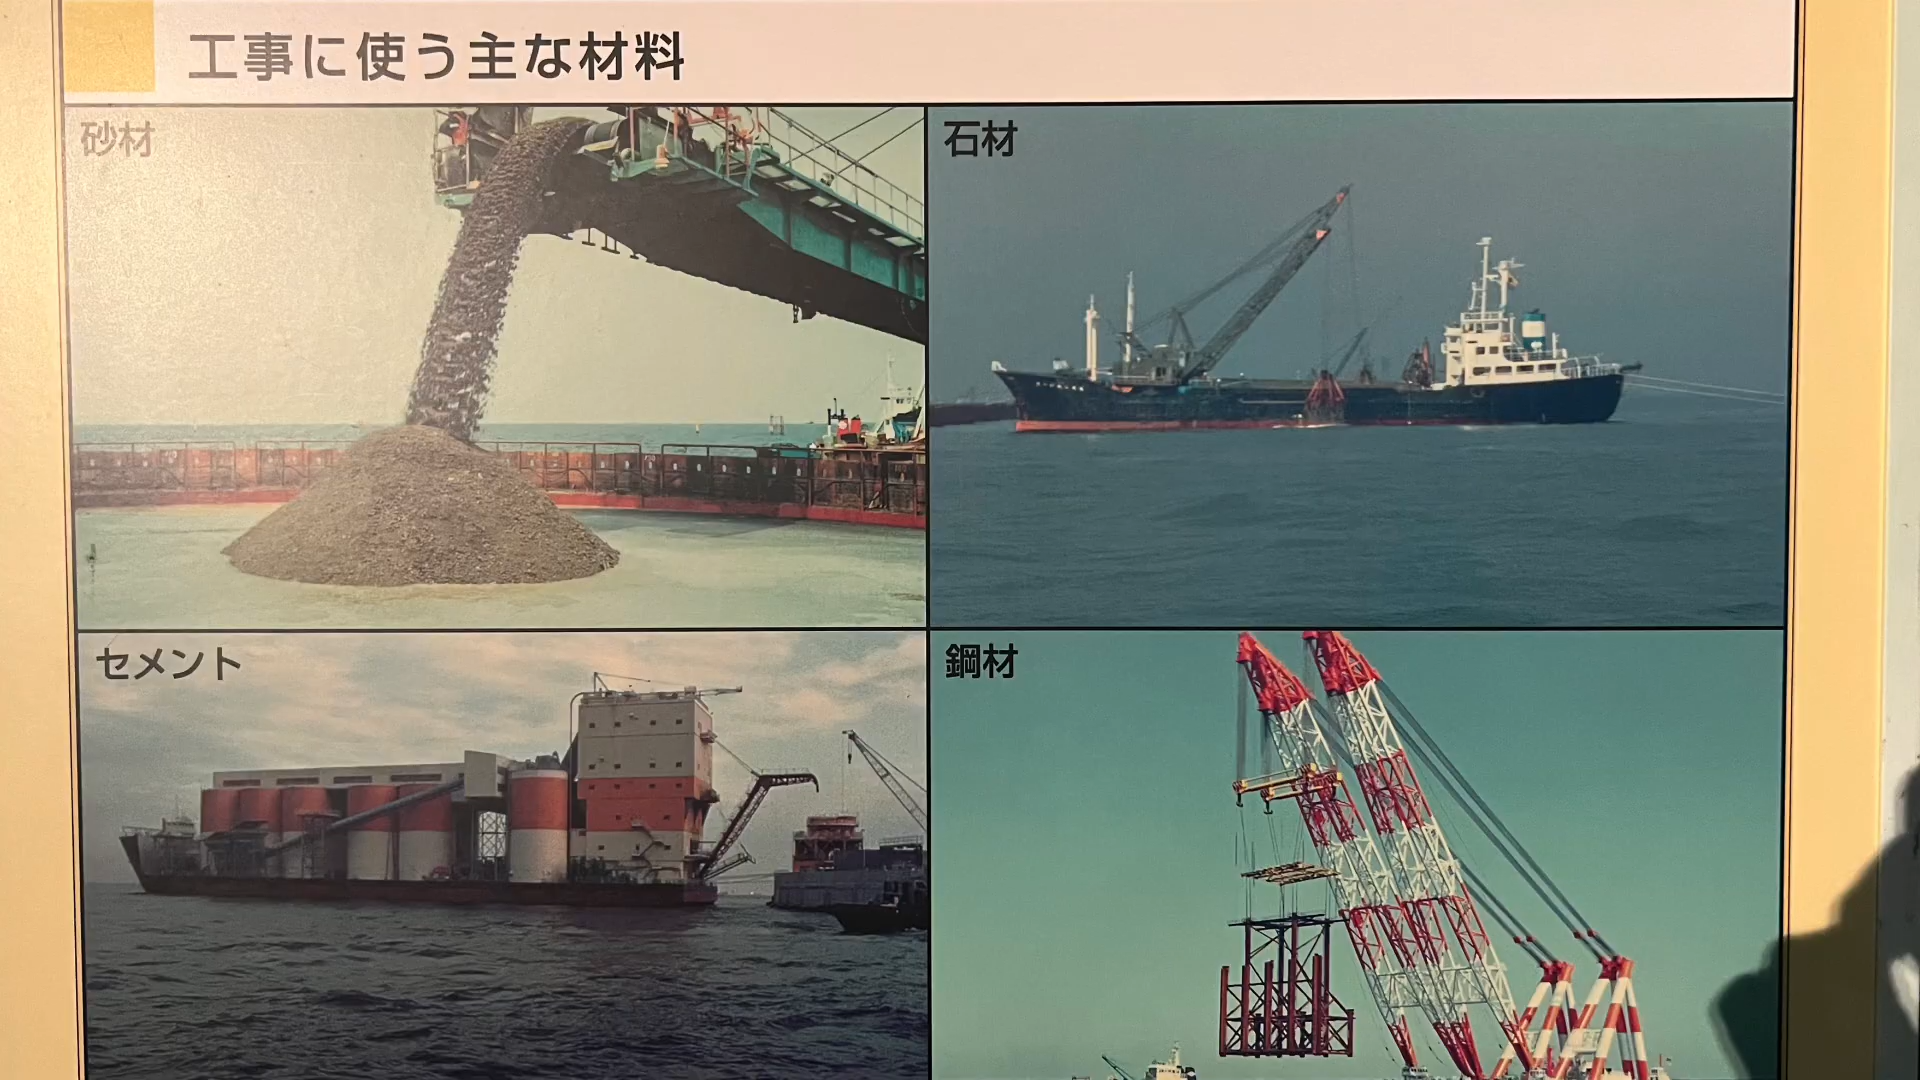 工事に使う主な材料
砂材
石材
セメント
鋼材